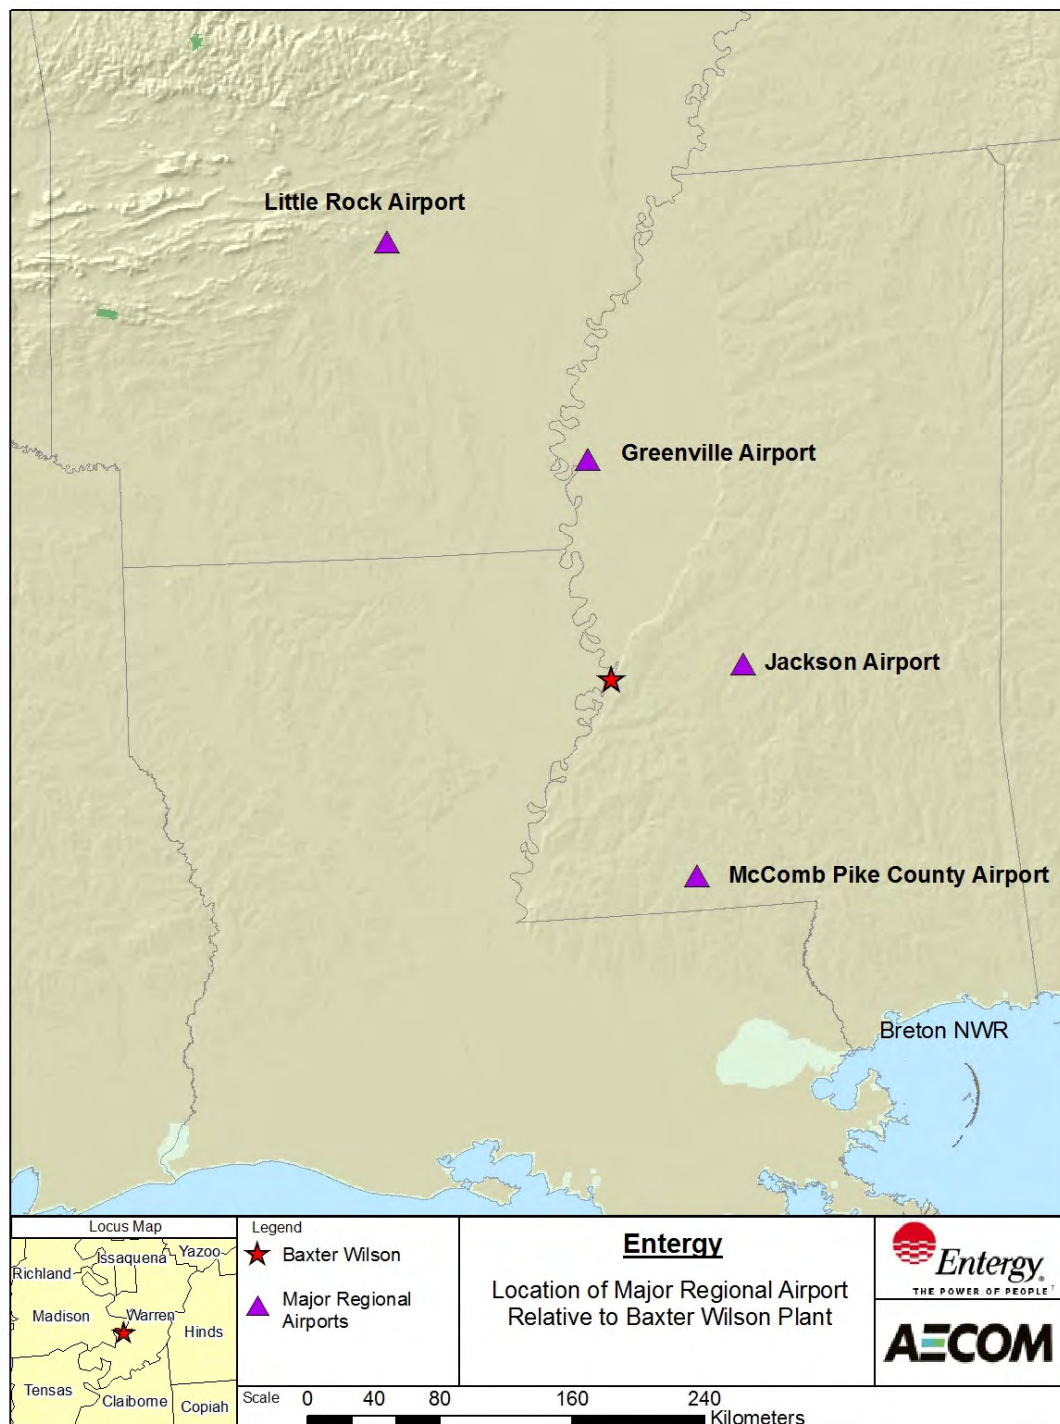 Little Rock Airport
Greenville Airport
Jackson Airport
McComb Pike County Airport
Breton NWR
Locus Map
Issaquena
Yazoo
Richland
Madison
Warren
Hinds
Tensas
Claiborne
Copiah
Legend
Baxter Wilson
Major Regional
Airports
Entergy
Location of Major Regional Airport
Relative to Baxter Wilson Plant
Entergy
THE POWER OF PEOPLE
AECOM
Scale 0 40 80 160 240
Kilometers